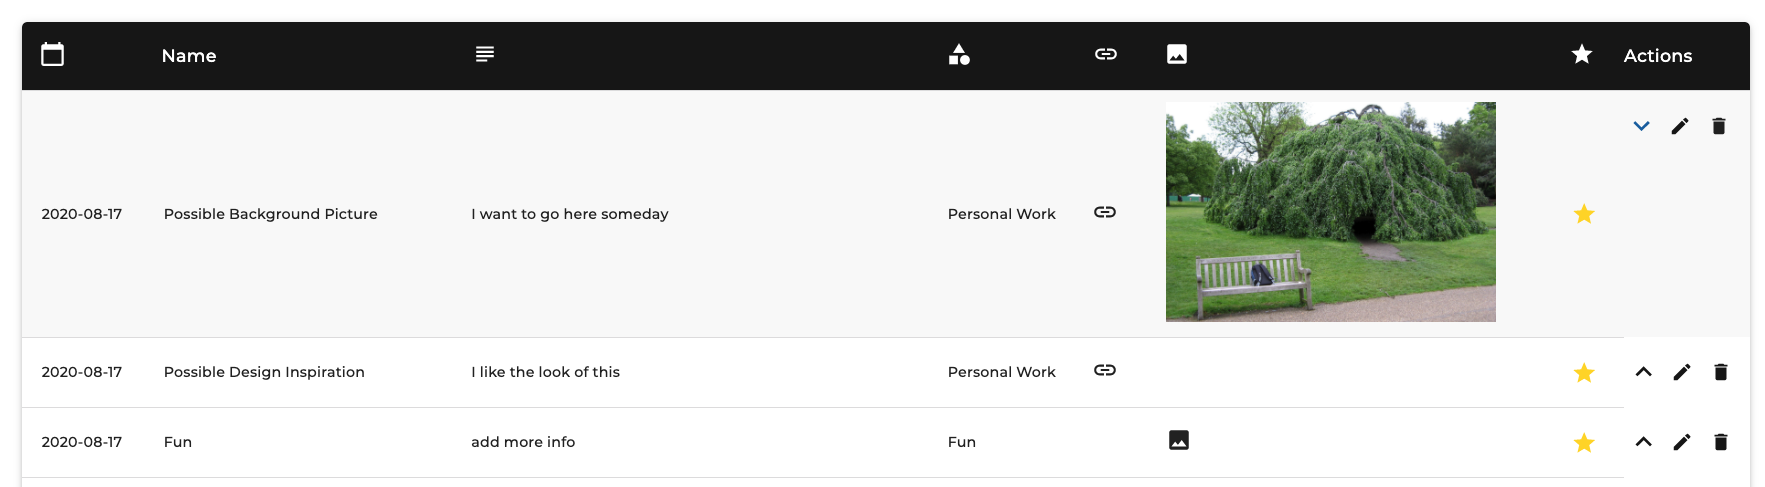 Name Actions
2020-08-17 Possible Background Picture I want to go here someday Personal Work
2020-08-17 Possible Design Inspiration I like the look of this Personal Work
2020-08-17 Fun add more info Fun